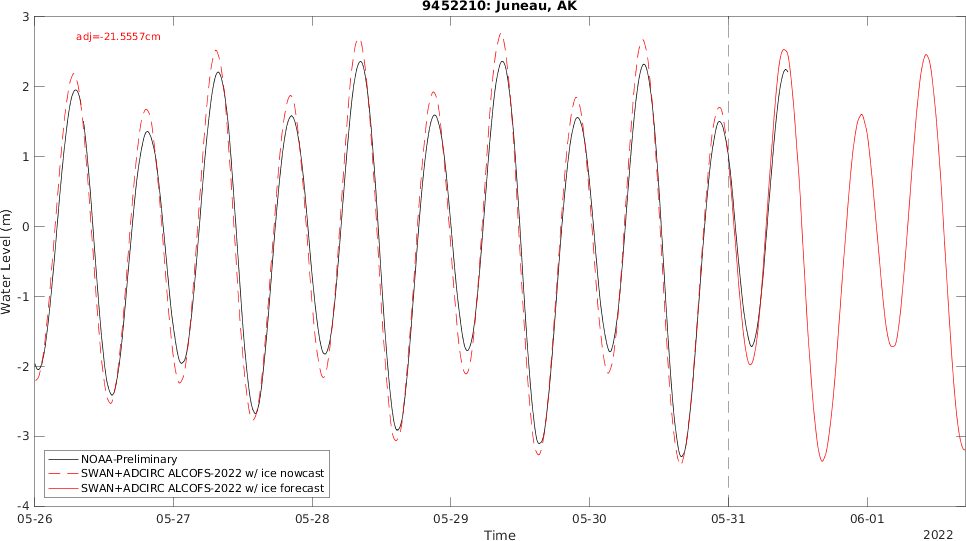 9452210: Juneau, AK
adj=-21.5557cm
3
2
1
0
-1
-2
-3
-4
Water Level (m)
NOAA-Preliminary
SWAN+ADCIRC ALCOFS-2022 w/ ice nowcast
SWAN+ADCIRC ALCOFS-2022 w/ ice forecast
05-26 05-27 05-28 05-29 05-30 05-31 06-01
Time
2022